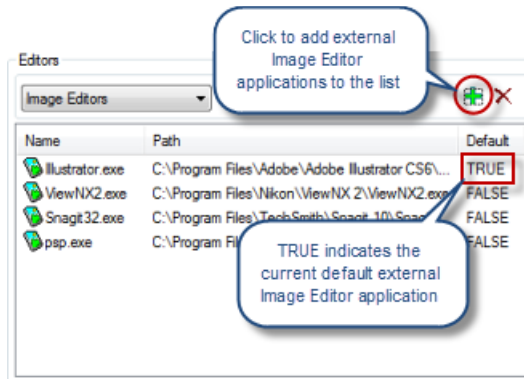 Click to add external
Image Editor
applications to the list
Editors
Image Editors
Name Path Default
Illustrator.exe C:\Program Files\Adobe\Adobe Illustrator CS6\... TRUE
ViewNX2.exe C:\Program Files\Nikon\ViewNX 2\ViewNX2.exe FALSE
Snagit32.exe C:\Program Files\TechSmith\Snagit 10\Snag FALSE
psp.exe C:\Program Fil FALSE
TRUE indicates the
current default external
Image Editor application